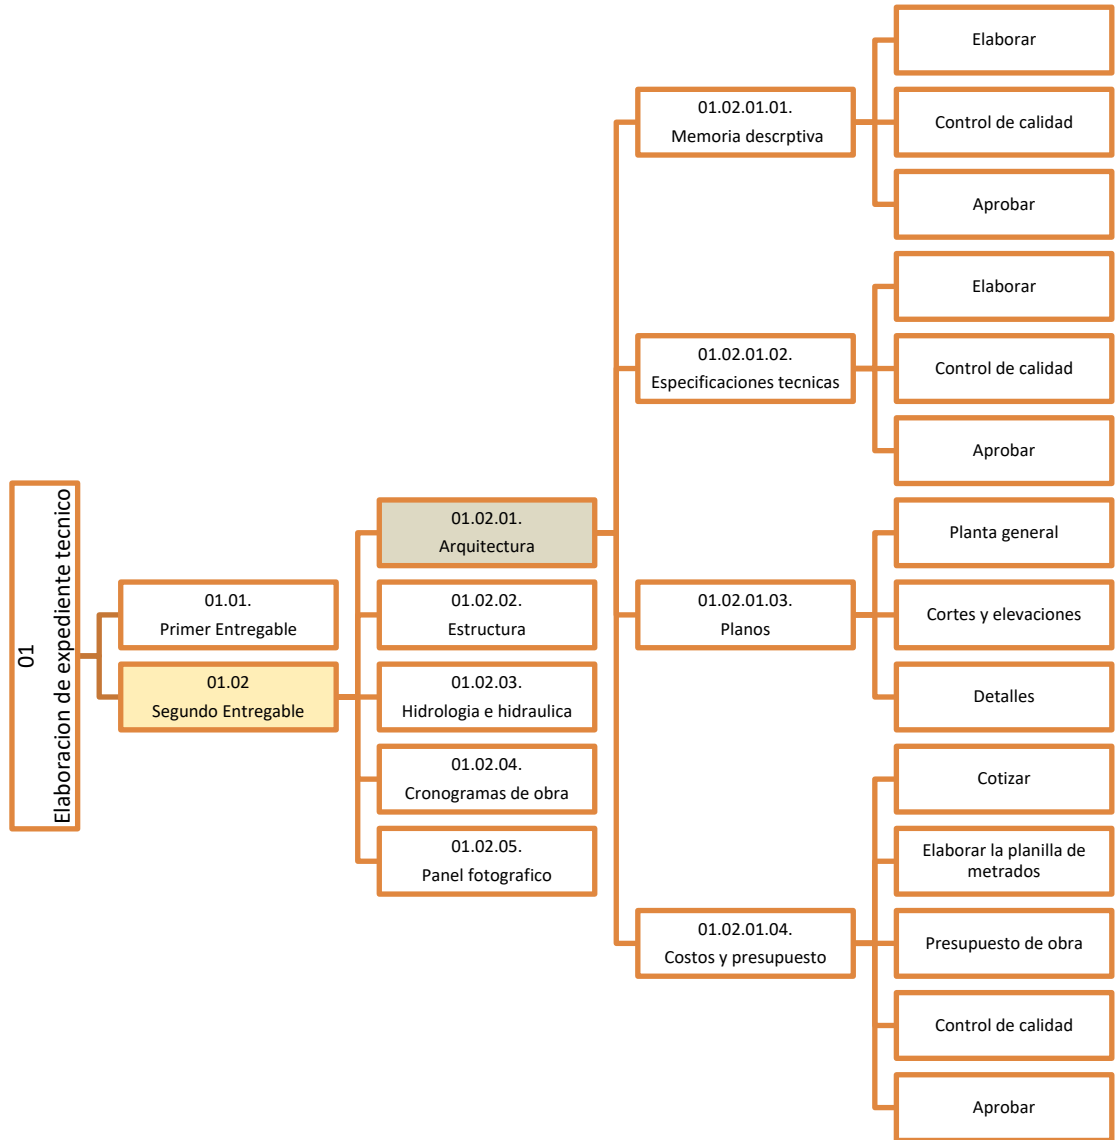 01
Elaboracion de expediente tecnico
01.01.
Primer Entregable
01.02
Segundo Entregable
01.02.01.
Arquitectura
01.02.02.
Estructura
01.02.03.
Hidrologia e hidraulica
01.02.04.
Cronogramas de obra
01.02.05.
Panel fotografico
01.02.01.01.
Memoria descrptiva
Elaborar
Control de calidad
Aprobar
01.02.01.02.
Especificaciones tecnicas
Elaborar
Control de calidad
Aprobar
01.02.01.03.
Planos
Planta general
Cortes y elevaciones
Detalles
01.02.01.04.
Costos y presupuesto
Cotizar
Elaborar la planilla de
metrados
Presupuesto de obra
Control de calidad
Aprobar